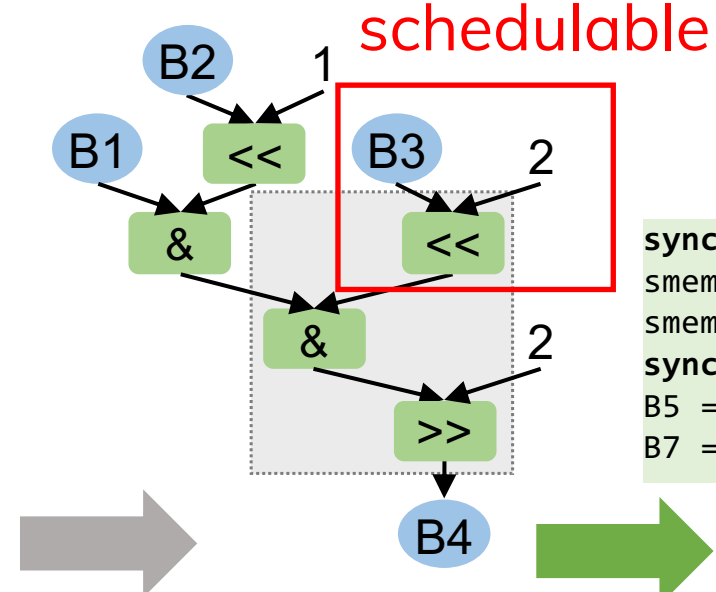 schedulable
B2
1
B1
<<
B3
2
&
<<
sync
smem
smem
&
2
sync
B5 =
>>
B7 =
B4